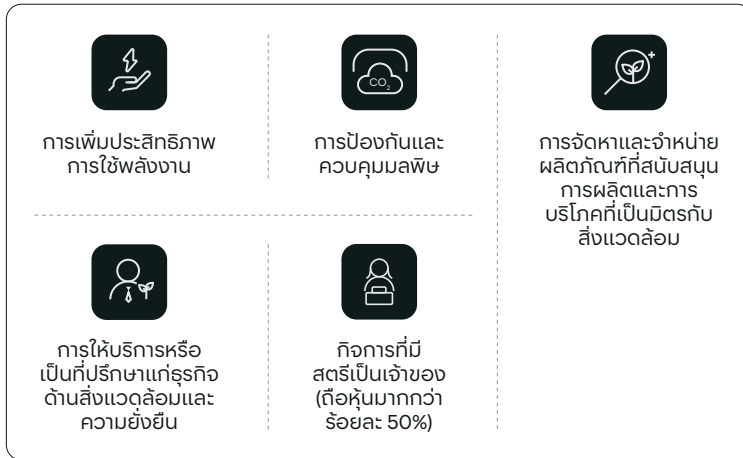 การเพิ่มประสิทธิภาพ
การใช้พลังงาน
CO2
การป้องกันและ
ควบคุมมลพิษ
การจัดหาและจำหน่าย
ผลิตภัณฑ์ที่สนับสนุน
การผลิตและการ
บริโภคที่เป็นมิตรกับ
สิ่งแวดล้อม
การให้บริการหรือ
เป็นที่ปรึกษาแก่ธุรกิจ
ด้านสิ่งแวดล้อมและ
ความยั่งยืน
กิจการที่มี
สตรีเป็นเจ้าของ
(ถือหุ้นมากกว่า
ร้อยละ 50%)